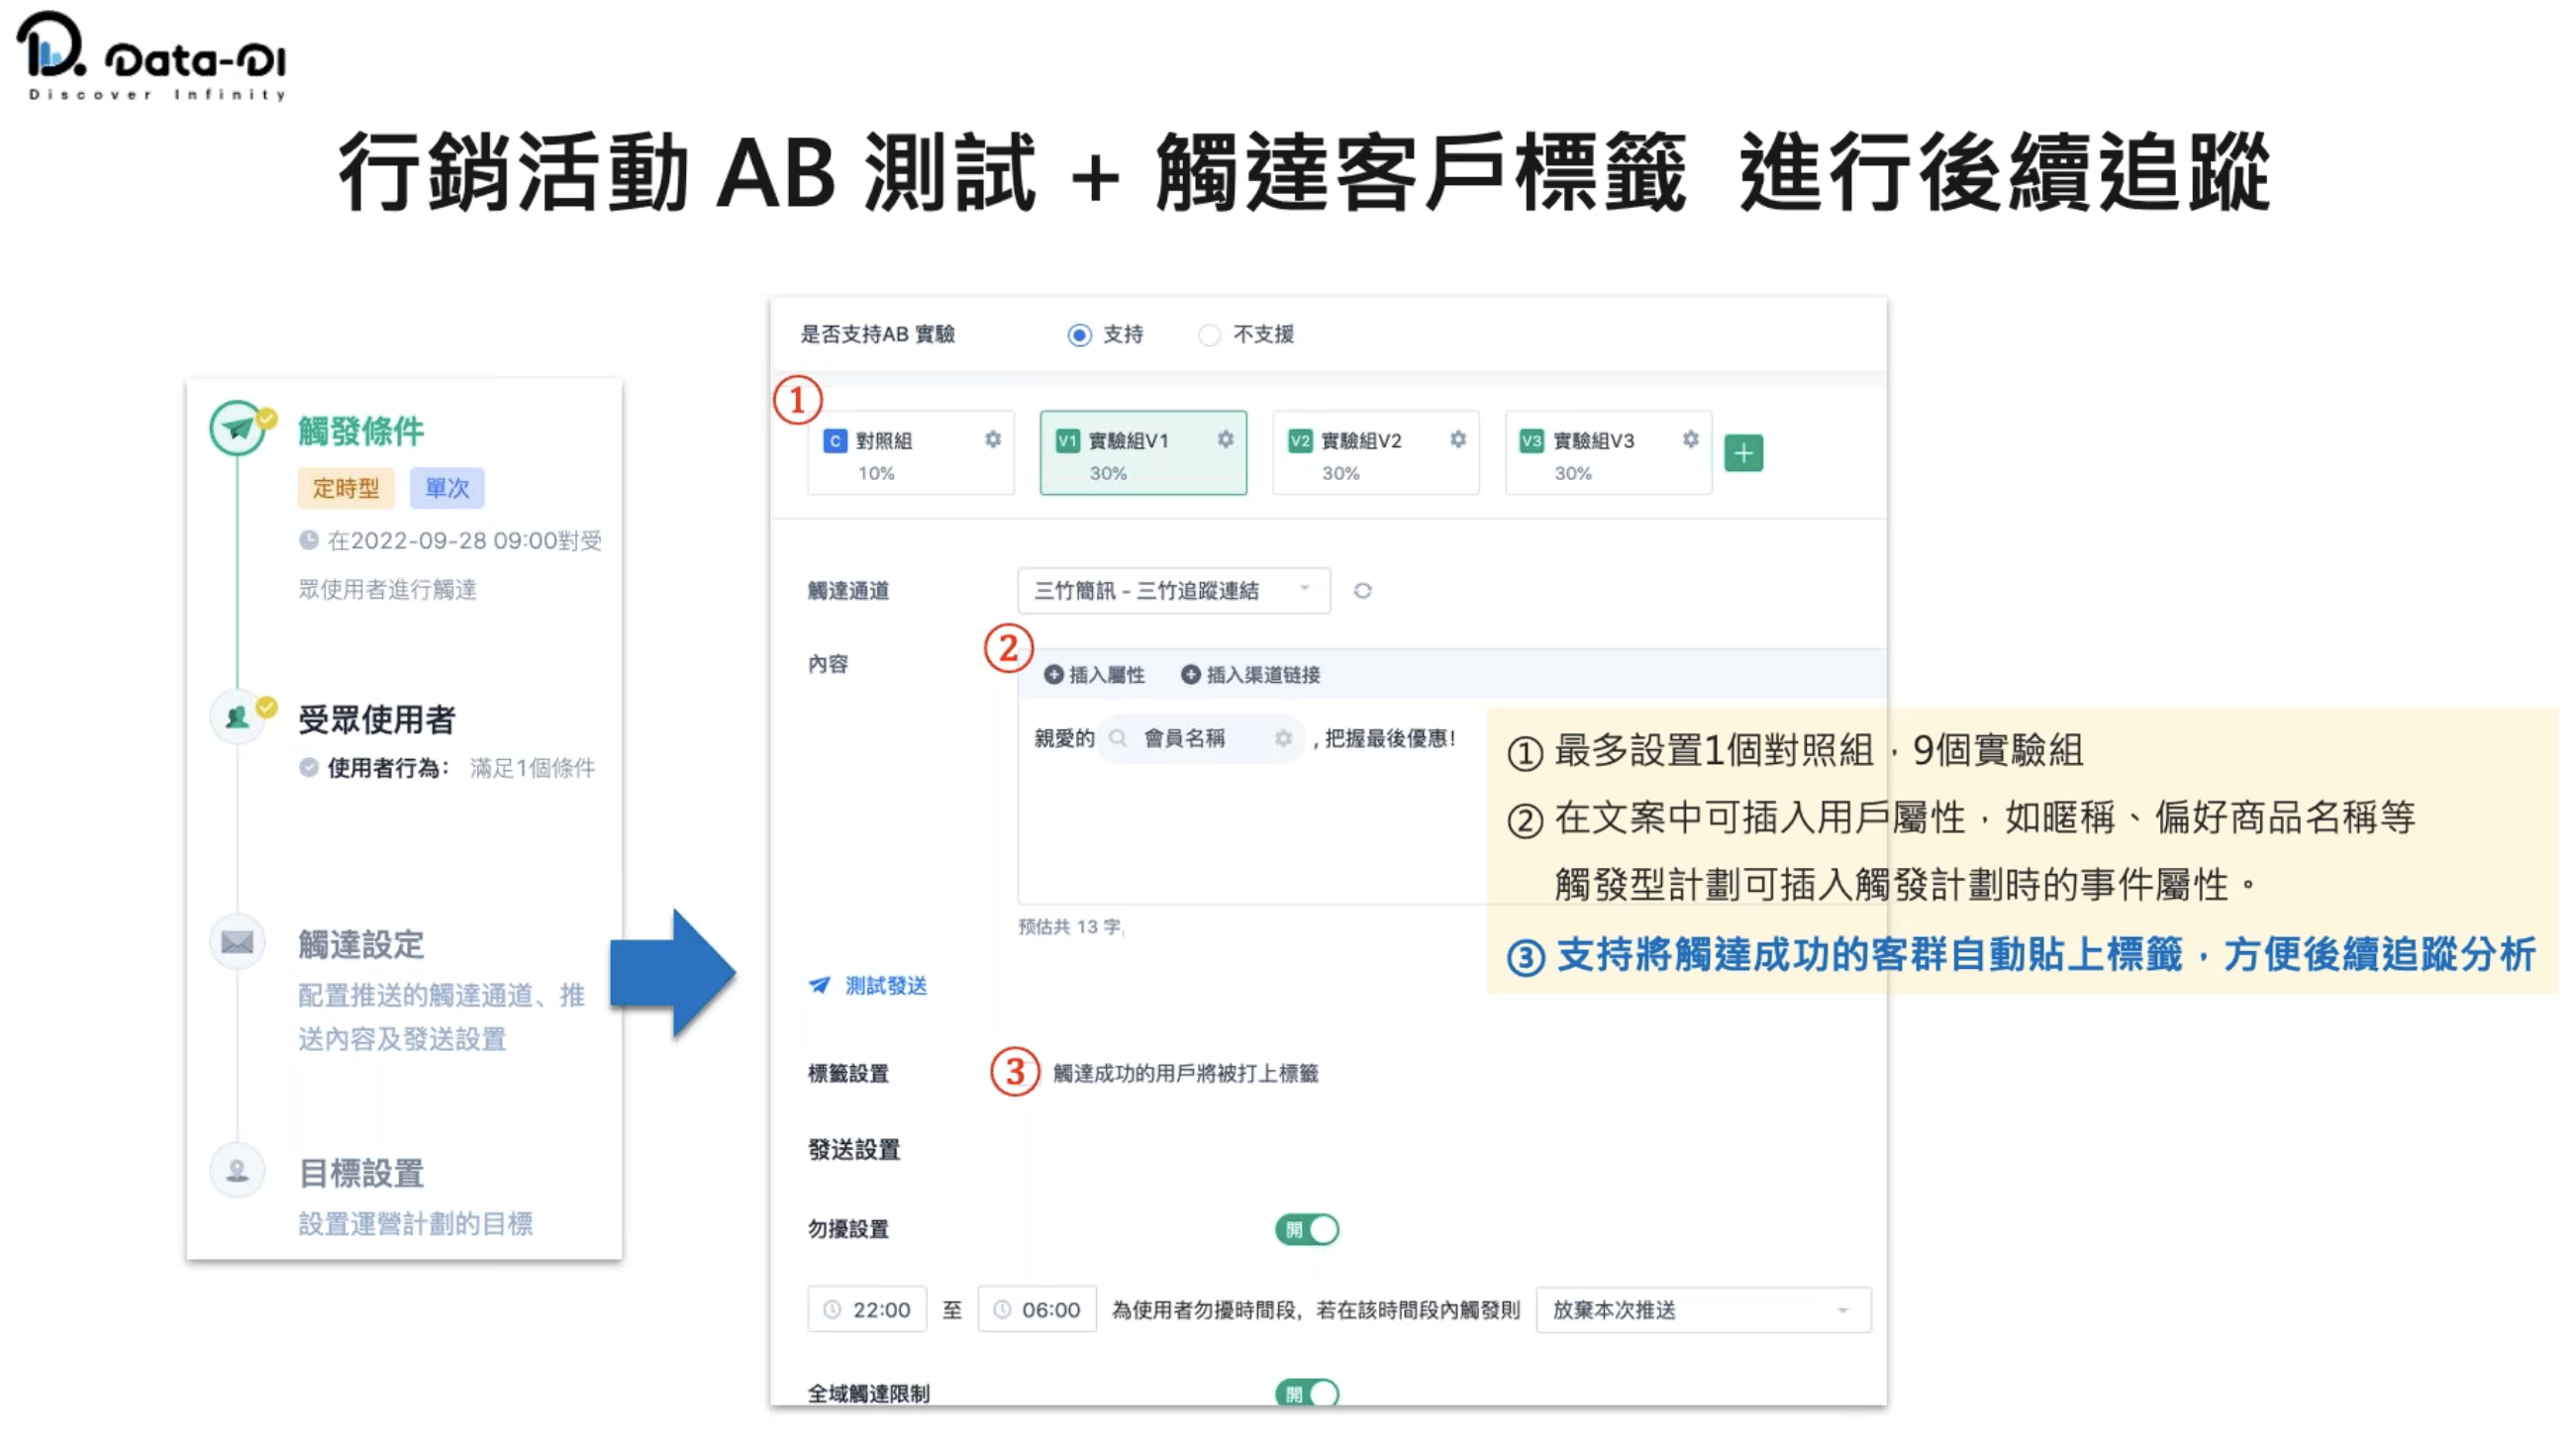 Data-DI
Discover Infinity
行銷活動 AB 測試 + 觸達客戶標籤 進行後續追蹤
觸發條件
定時型 單次
在2022-09-28 09:00對受
眾使用者進行觸達
受眾使用者
使用者行為： 滿足1個條件
觸達設定
配置推送的觸達通道、推
送內容及發送設置
目標設置
設置運營計劃的目標
是否支持AB 實驗 支持 不支援
①
C 對照組
10%
V1 實驗組V1
30%
V2 實驗組V2
30%
V3 實驗組V3
30%
觸達通道 三竹簡訊 - 三竹追蹤連結
內容
②
插入屬性 插入渠道链接
親愛的 會員名稱 , 把握最後優惠!
预估共 13 字,
測試發送
標籤設置 ③ 觸達成功的用戶將被打上標籤
發送設置
勿擾設置 開
22:00 至 06:00 為使用者勿擾時間段, 若在該時間段內觸發則 放棄本次推送
全域觸達限制 開
① 最多設置1個對照組，9個實驗組
② 在文案中可插入用戶屬性，如暱稱、偏好商品名稱等
觸發型計劃可插入觸發計劃時的事件屬性。
③ 支持將觸達成功的客群自動貼上標籤，方便後續追蹤分析